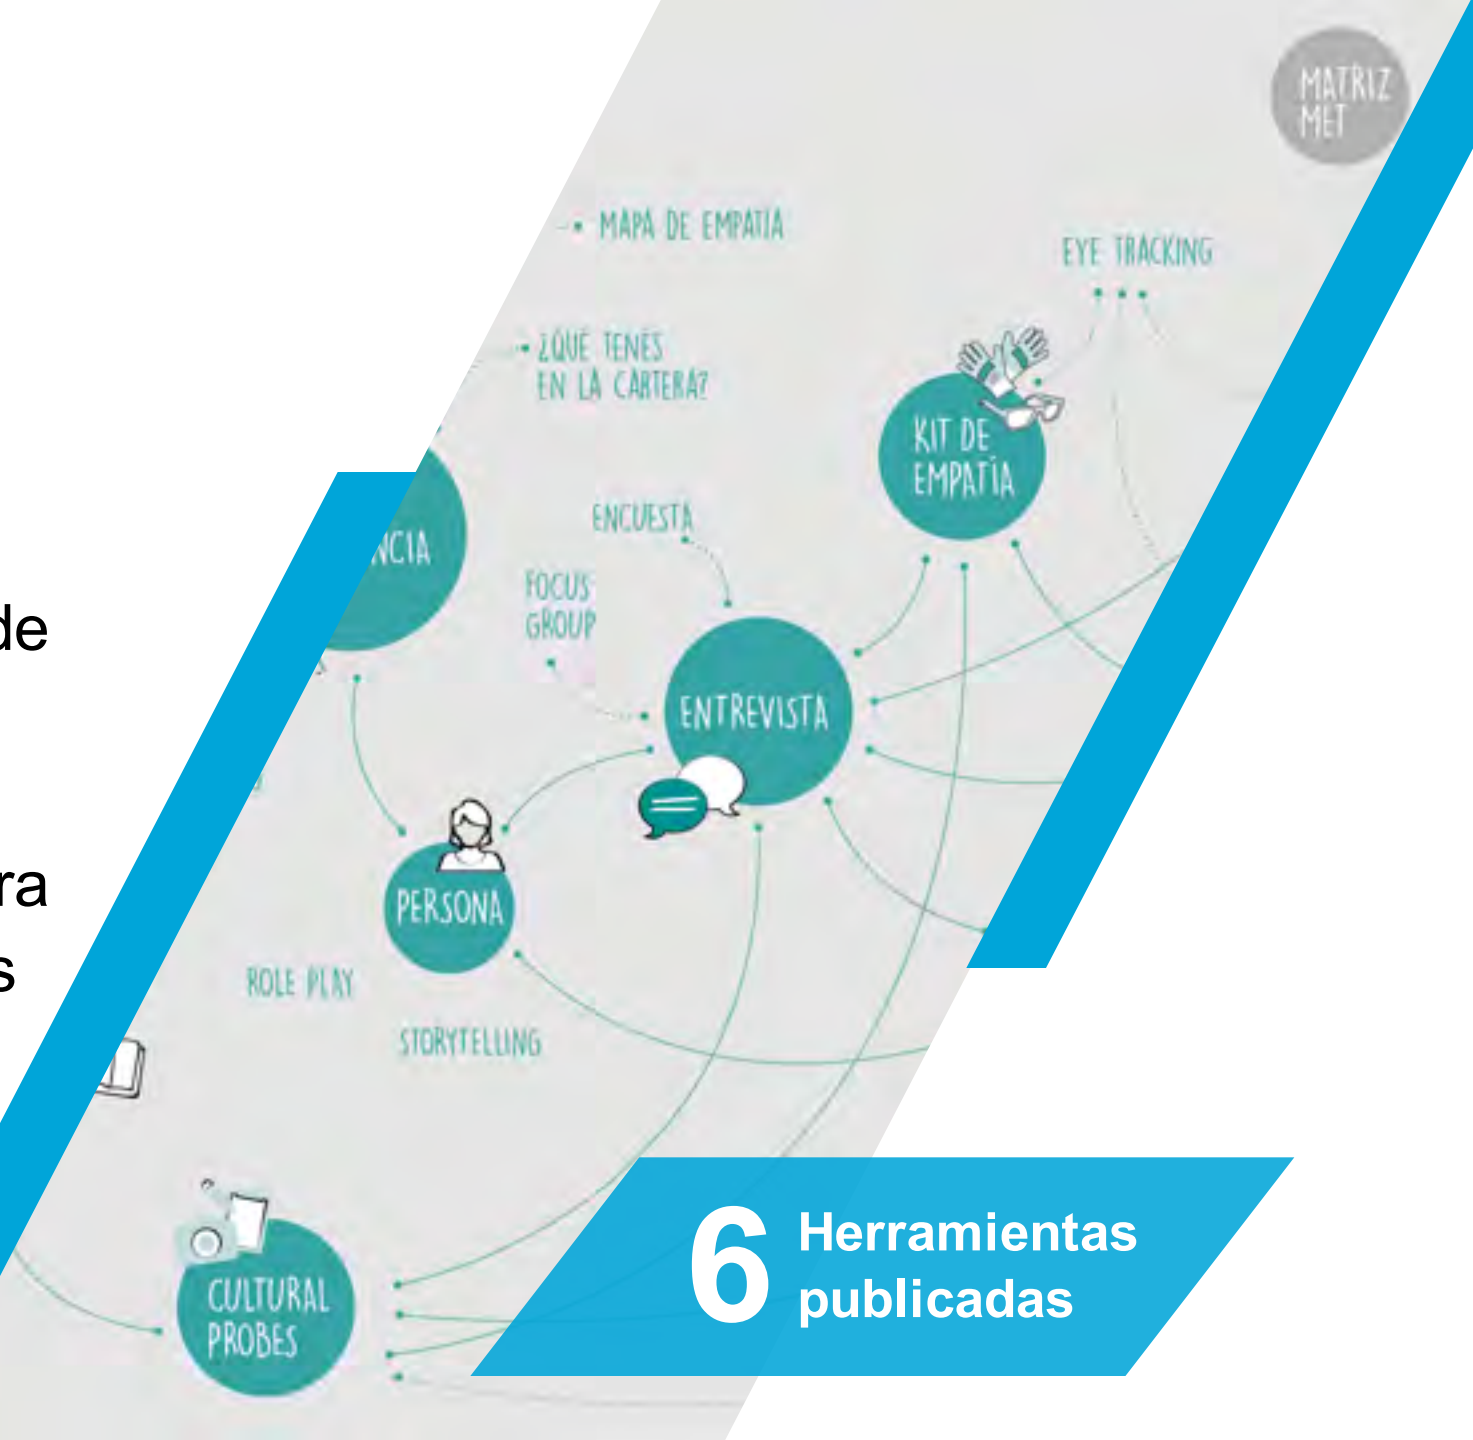 MATRIZ
MET
MAPA DE EMPATÍA
EYE TRACKING
¿QUÉ TENÉS
EN LA CARTERA?
KIT DE
EMPATÍA
ENCUESTA
NCIA
FOCUS
GROUP
de
ENTREVISTA
ra
PERSONA
s
ROLE PLAY
STORYTELLING
6 Herramientas
publicadas
CULTURAL
PROBES